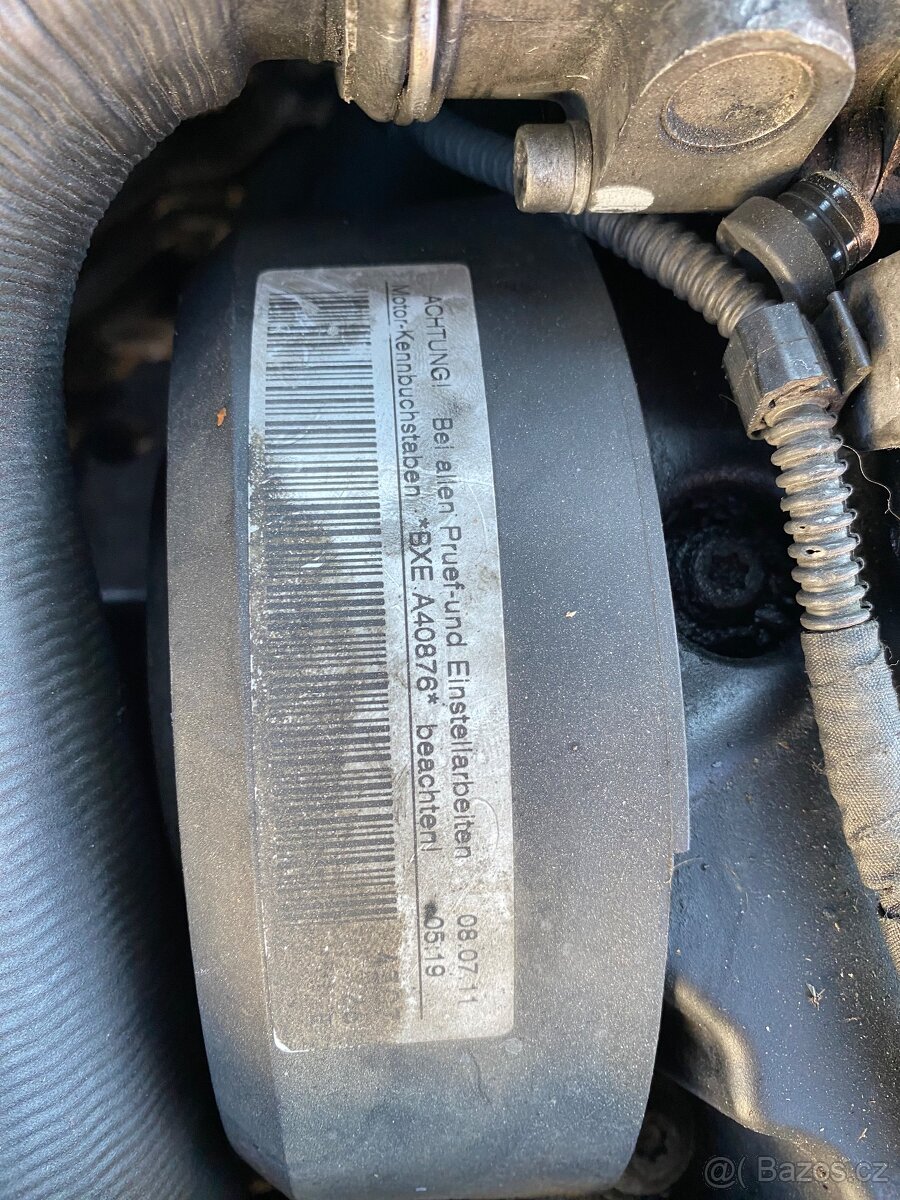 ACHTUNG! Bei allen Pruef-und Einstellarbeiten 08.07.11
Motor-Kennbuchstaben *BXE A40876* beachten! 05:19
@( Bazos.cz